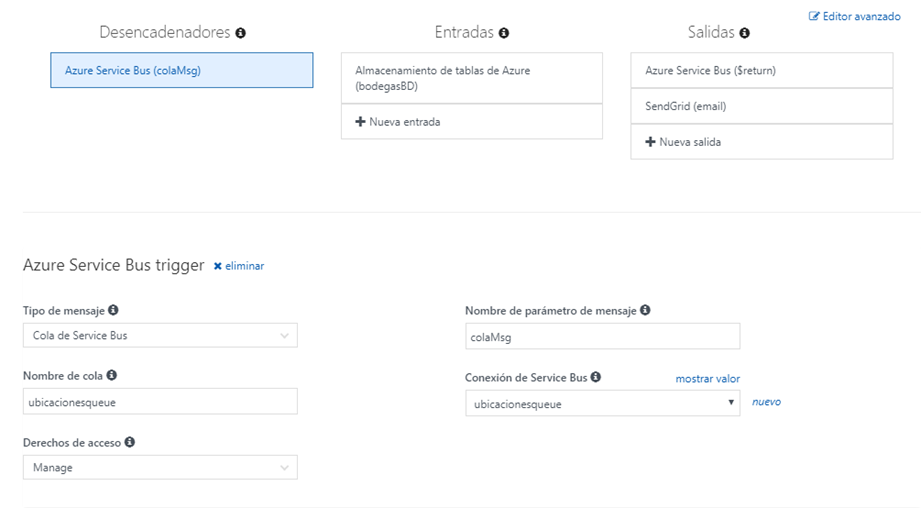 Editor avanzado
Desencadenadores
Entradas
Salidas
Azure Service Bus (colaMsg)
Almacenamiento de tablas de Azure
(bodegasBD)
Nueva entrada
Azure Service Bus ($return)
SendGrid (email)
Nueva salida
Azure Service Bus trigger eliminar
Tipo de mensaje
Cola de Service Bus
Nombre de parámetro de mensaje
colaMsg
Nombre de cola
ubicacionesqueue
Conexión de Service Bus mostrar valor
ubicacionesqueue nuevo
Derechos de acceso
Manage